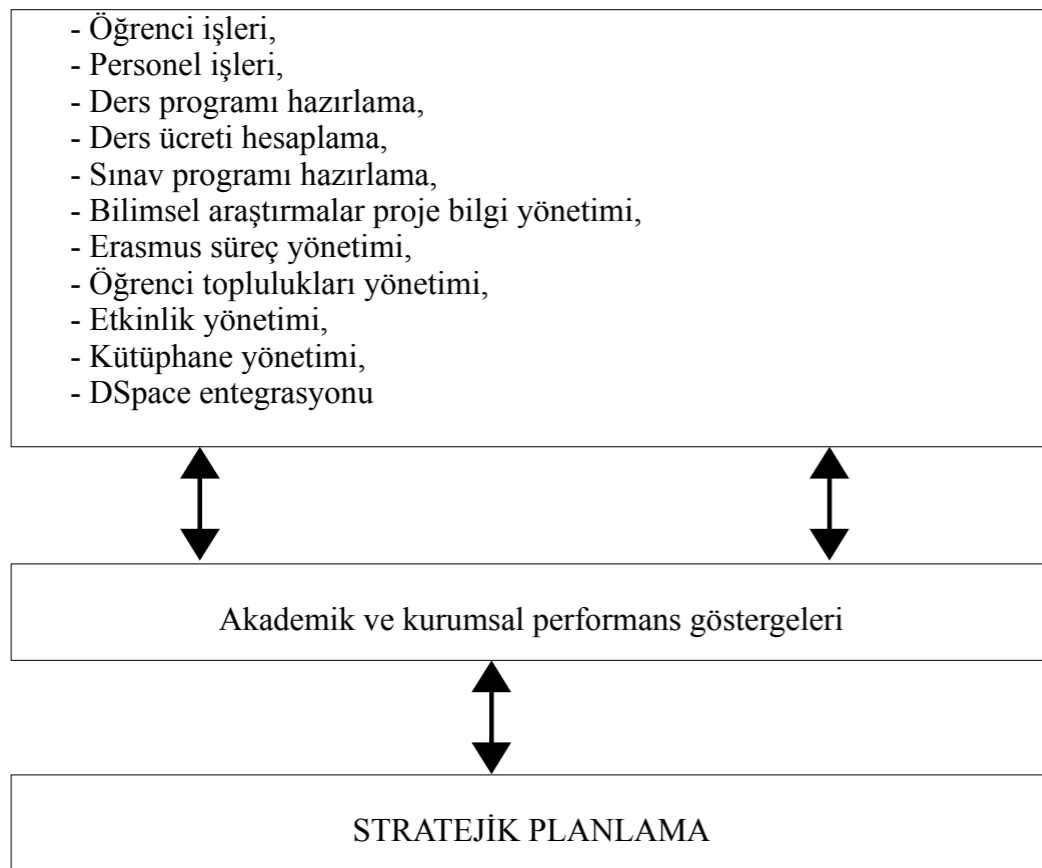 - Öğrenci işleri,
- Personel işleri,
- Ders programı hazırlama,
- Ders ücreti hesaplama,
- Sınav programı hazırlama,
- Bilimsel araştırmalar proje bilgi yönetimi,
- Erasmus süreç yönetimi,
- Öğrenci toplulukları yönetimi,
- Etkinlik yönetimi,
- Kütüphane yönetimi,
- DSpace entegrasyonu
Akademik ve kurumsal performans göstergeleri
STRATEJİK PLANLAMA